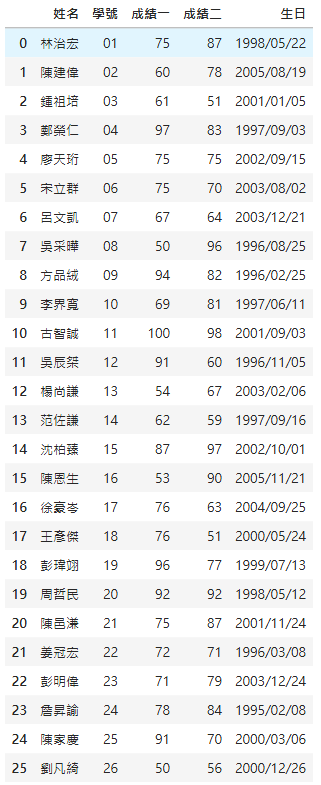 姓名 學號 成績一 成績二 生日
0 林治宏 01 75 87 1998/05/22
1 陳建偉 02 60 78 2005/08/19
2 鍾祖培 03 61 51 2001/01/05
3 鄭榮仁 04 97 83 1997/09/03
4 廖天珩 05 75 75 2002/09/15
5 宋立群 06 75 70 2003/08/02
6 呂文凱 07 67 64 2003/12/21
7 吳采曄 08 50 96 1996/08/25
8 方品絨 09 94 82 1996/02/25
9 李界寬 10 69 81 1997/06/11
10 古智誠 11 100 98 2001/09/03
11 吳辰桀 12 91 60 1996/11/05
12 楊尚謙 13 54 67 2003/02/06
13 范佐謙 14 62 59 1997/09/16
14 沈柏臻 15 87 97 2002/10/01
15 陳恩生 16 53 90 2005/11/21
16 徐豪岑 17 76 63 2004/09/25
17 王彥傑 18 76 51 2000/05/24
18 彭瑋翊 19 96 77 1999/07/13
19 周哲民 20 92 92 1998/05/12
20 陳邑溓 21 75 87 2001/11/24
21 姜冠宏 22 72 71 1996/03/08
22 彭明偉 23 71 79 2003/12/24
23 詹昇諭 24 78 84 1995/02/08
24 陳家慶 25 91 70 2000/03/06
25 劉凡綺 26 50 56 2000/12/26